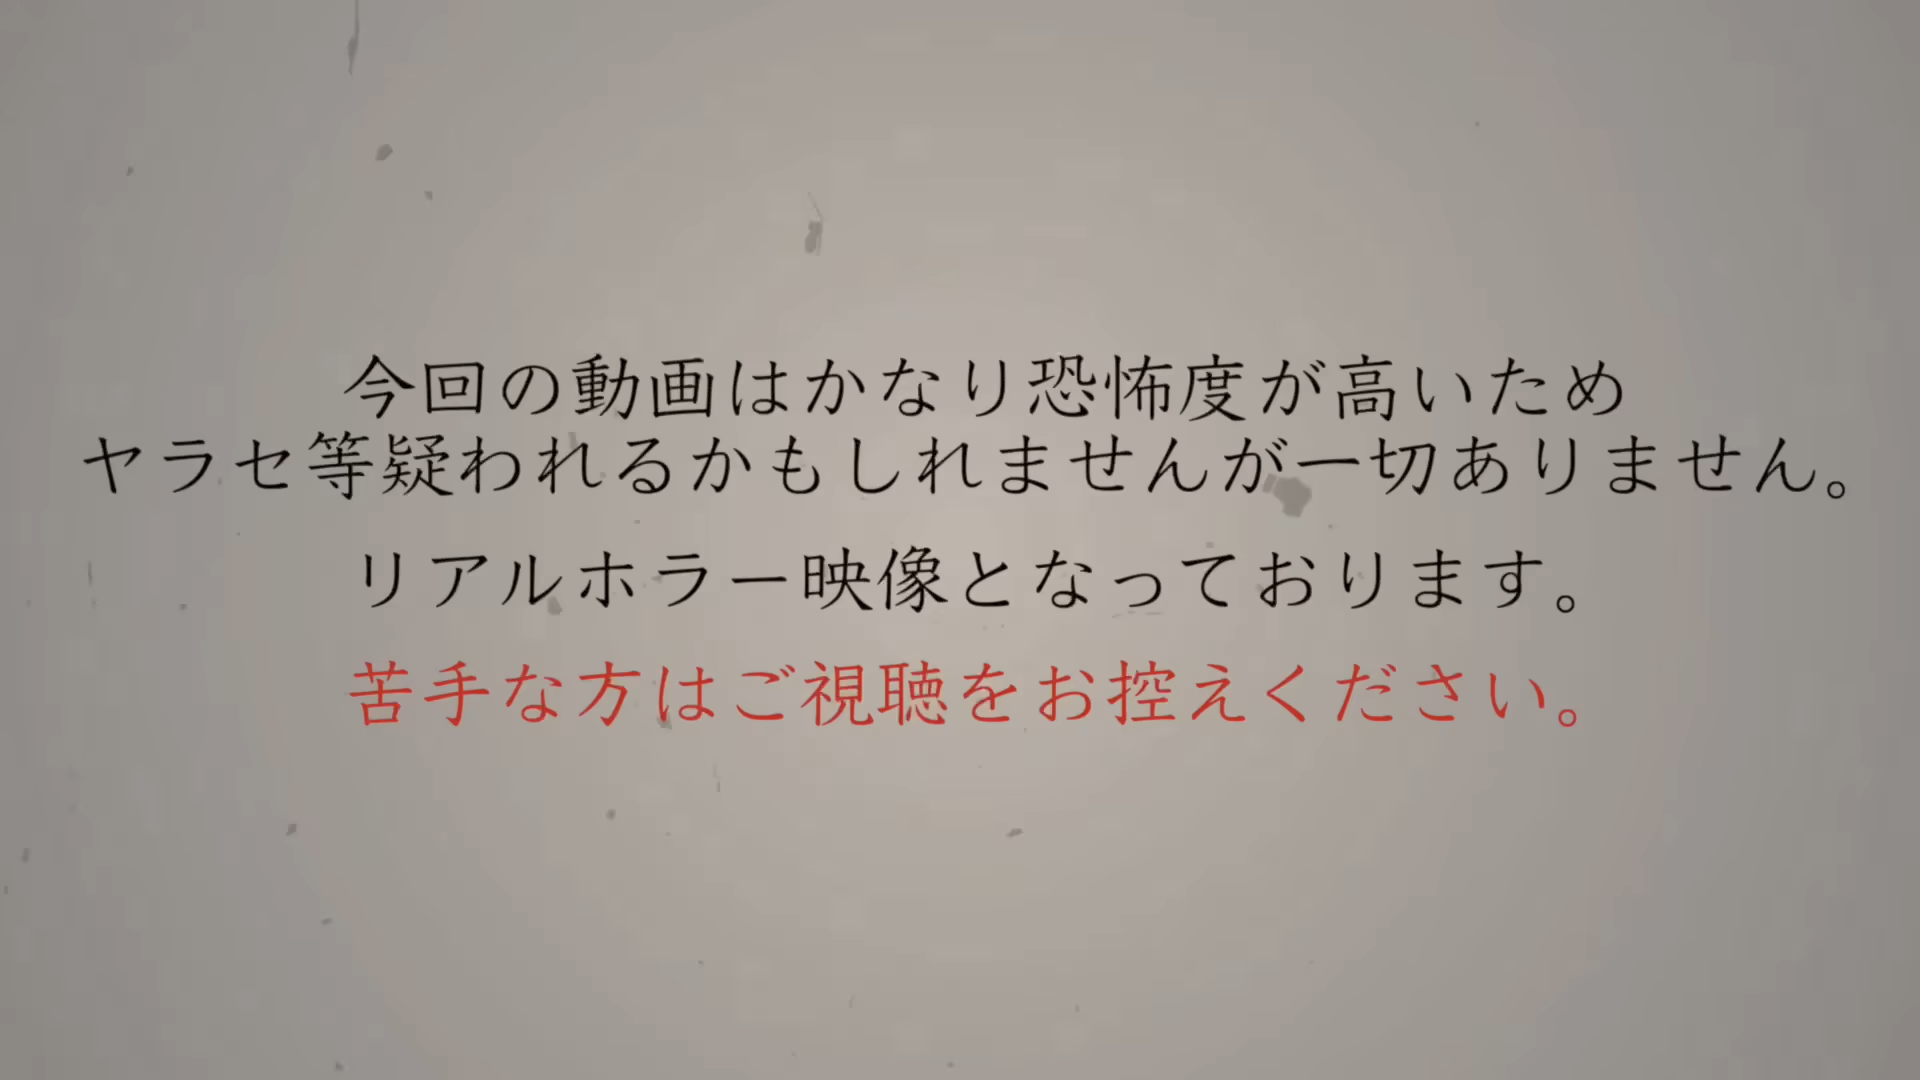 今回の動画はかなり恐怖度が高いため
ヤラセ等疑われるかもしれませんが一切ありません。
リアルホラー映像となっております。
苦手な方はご視聴をお控えください。